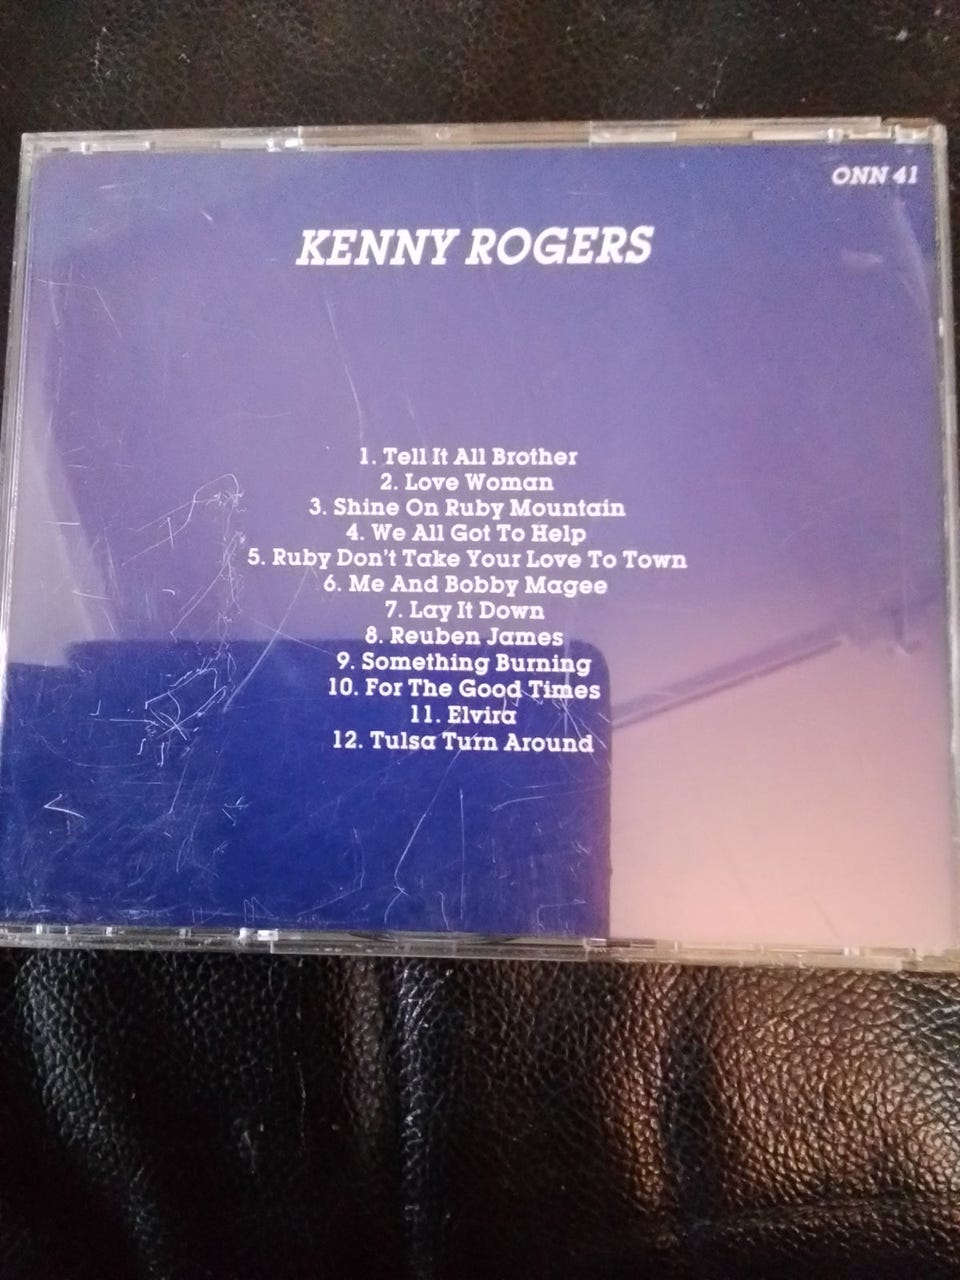 ONN 41
KENNY ROGERS
1. Tell It All Brother
2. Love Woman
3. Shine On Ruby Mountain
4. We All Got To Help
5. Ruby Don't Take Your Love To Town
6. Me And Bobby Magee
7. Lay It Down
8. Reuben James
9. Something Burning
10. For The Good Times
11. Elvira
12. Tulsa Turn Around